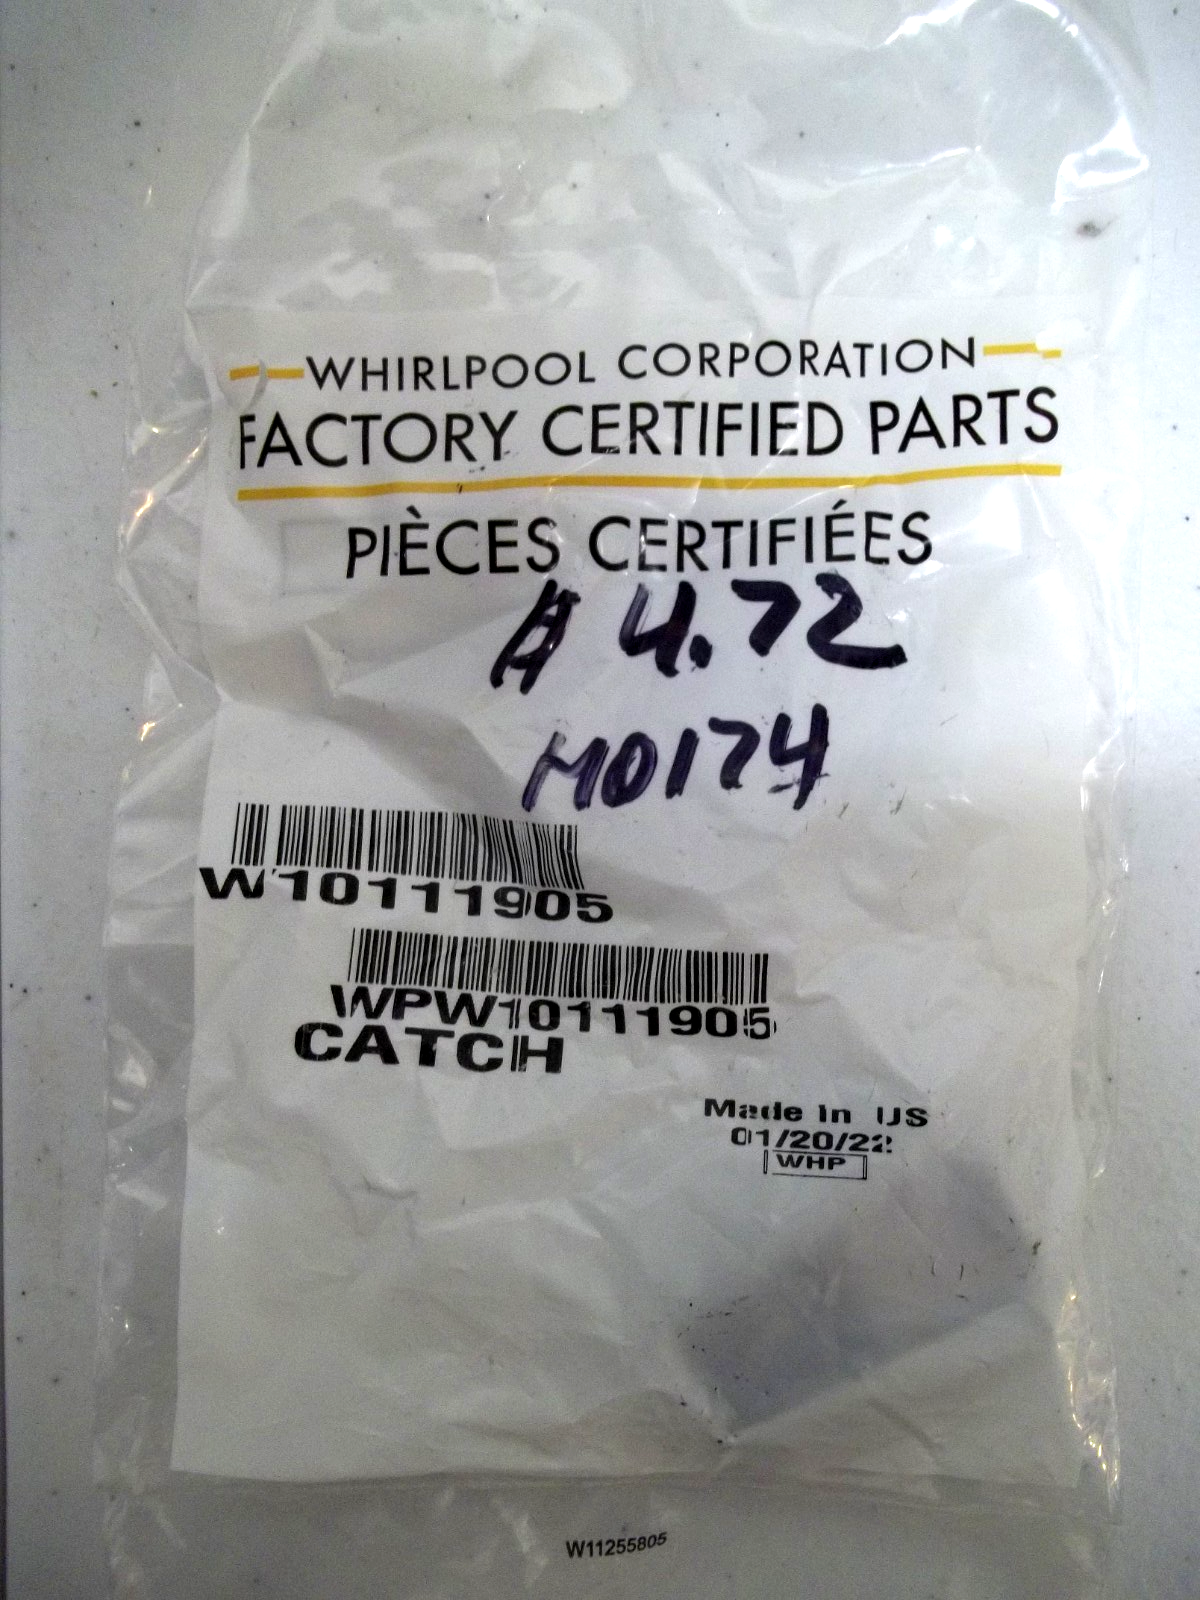 WHIRLPOOL CORPORATION
FACTORY CERTIFIED PARTS
PIÈCES CERTIFIÉES
A 4.72
M0174
W10111905
WPW10111905
CATCH
Made In US
01/20/22
WHP
W11255805